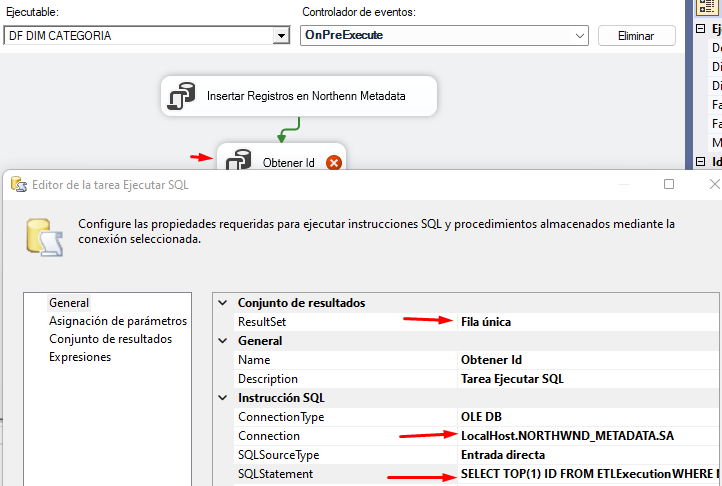 Ejecutable:
Controlador de eventos:
DF DIM CATEGORIA
OnPreExecute
Eliminar
Insertar Registros en Northenn Metadata
Obtener Id
Ej
De
Di
Di
Fa
Fa
M
Id
Editor de la tarea Ejecutar SQL
Configure las propiedades requeridas para ejecutar instrucciones SQL y procedimientos almacenados mediante la
conexión seleccionada.
General
Asignación de parámetros
Conjunto de resultados
Expresiones
Conjunto de resultados
ResultSet Fila única
General
Name Obtener Id
Description Tarea Ejecutar SQL
Instrucción SQL
ConnectionType OLE DB
Connection LocalHost.NORTHWND_METADATA.SA
SQLSourceType Entrada directa
SQLStatement SELECT TOP(1) ID FROM ETLExecutionWHERE